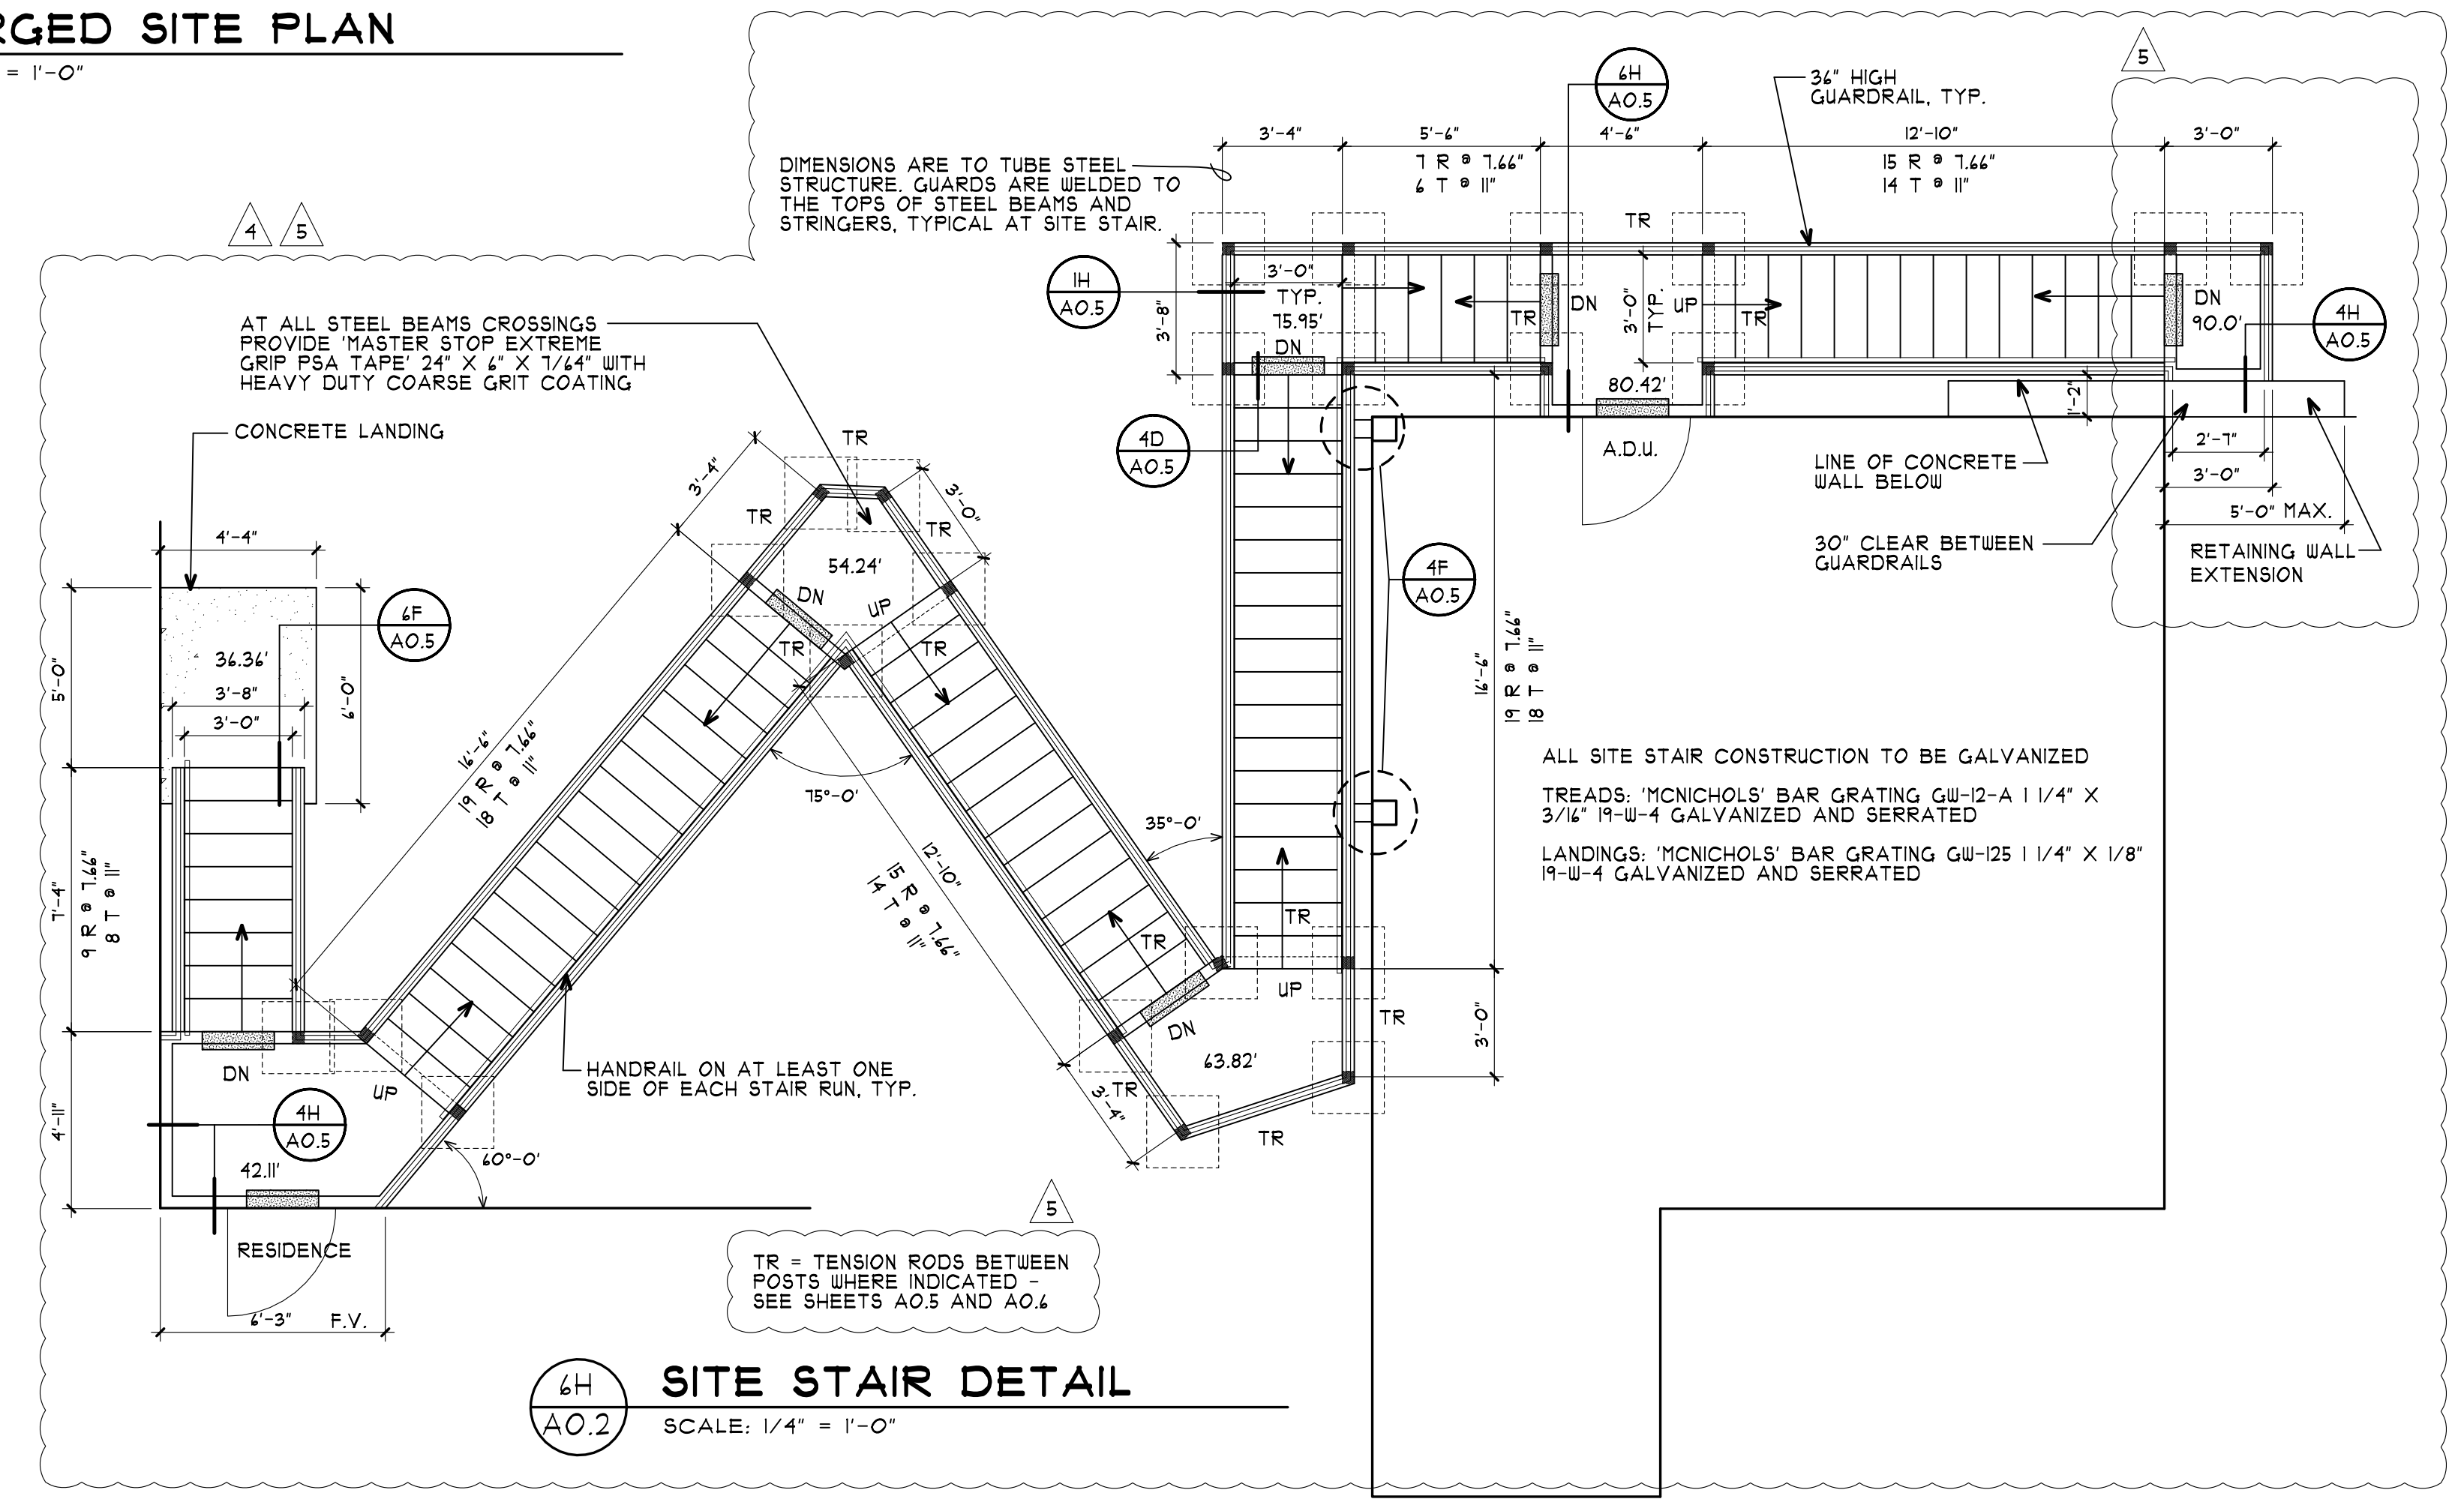 RGED SITE PLAN
= 1'-0"
5
6H
A0.5
36" HIGH
GUARDRAIL, TYP.
3'-4"
5'-6"
4'-6"
12'-10"
3'-0"
7 R @ 7.66"
6 T @ 11"
15 R @ 7.66"
14 T @ 11"
DIMENSIONS ARE TO TUBE STEEL
STRUCTURE. GUARDS ARE WELDED TO
THE TOPS OF STEEL BEAMS AND
STRINGERS, TYPICAL AT SITE STAIR.
4
5
TR
1H
A0.5
3'-8"
3'-0"
TYP.
75.95'
DN
TR
DN
3'-0"
TYP.
UP
TR
DN
90.0'
4H
A0.5
80.42'
1'-2"
AT ALL STEEL BEAMS CROSSINGS
PROVIDE 'MASTER STOP EXTREME
GRIP PSA TAPE' 24" X 6" X 7/64" WITH
HEAVY DUTY COARSE GRIT COATING
CONCRETE LANDING
4D
A0.5
A.D.U.
LINE OF CONCRETE
WALL BELOW
2'-7"
3'-0"
5'-0" MAX.
30" CLEAR BETWEEN
GUARDRAILS
RETAINING WALL
EXTENSION
4F
A0.5
TR
3'-4"
TR
3'-0"
TR
54.24'
DN
UP
TR
TR
4'-4"
6F
A0.5
36.36'
3'-8"
3'-0"
5'-0"
6'-0"
16'-6"
19 R @ 7.66"
18 T @ 11"
75°-0'
35°-0'
16'-6"
19 R @ 7.66"
18 T @ 11"
ALL SITE STAIR CONSTRUCTION TO BE GALVANIZED
TREADS: 'MCNICHOLS' BAR GRATING GW-12-A 1 1/4" X
3/16" 19-W-4 GALVANIZED AND SERRATED
LANDINGS: 'MCNICHOLS' BAR GRATING GW-125 1 1/4" X 1/8"
19-W-4 GALVANIZED AND SERRATED
12'-10"
15 R @ 7.66"
14 T @ 11"
7'-4"
9 R @ 7.66"
8 T @ 11"
TR
TR
UP
DN
TR
3'-0"
63.82'
TR
3'-4"
TR
HANDRAIL ON AT LEAST ONE
SIDE OF EACH STAIR RUN, TYP.
DN
UP
4H
A0.5
4'-11"
42.11'
60°-0'
RESIDENCE
6'-3"
F.V.
5
TR = TENSION RODS BETWEEN
POSTS WHERE INDICATED -
SEE SHEETS A0.5 AND A0.6
6H
A0.2
SITE STAIR DETAIL
SCALE: 1/4" = 1'-0"